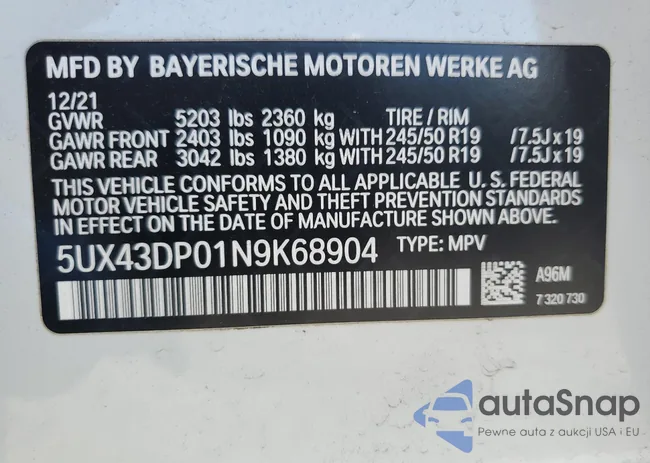 MFD BY BAYERISCHE MOTOREN WERKE AG
12/21
GVWR 5203 lbs 2360 kg TIRE / RIM
GAWR FRONT 2403 lbs 1090 kg WITH 245/50 R19 /7.5J x 19
GAWR REAR 3042 lbs 1380 kg WITH 245/50 R19 /7.5J x 19
THIS VEHICLE CONFORMS TO ALL APPLICABLE U.S. FEDERAL
MOTOR VEHICLE SAFETY AND THEFT PREVENTION STANDARDS
IN EFFECT ON THE DATE OF MANUFACTURE SHOWN ABOVE.
5UX43DP01N9K68904 TYPE: MPV
A96M
7 320 730
autoSnap
Pewne auta z aukcji USA i EU